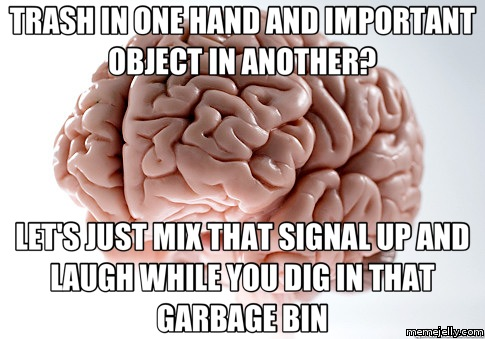 TRASH IN ONE HAND AND IMPORTANT
OBJECT IN ANOTHER?
LET'S JUST MIX THAT SIGNAL UP AND
LAUGH WHILE YOU DIG IN THAT
GARBAGE BIN
memejelly.com